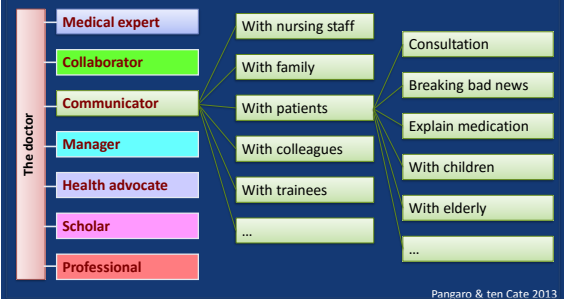 The doctor
Medical expert
Collaborator
Communicator
Manager
Health advocate
Scholar
Professional
With nursing staff
With family
With patients
With colleagues
With trainees
...
Consultation
Breaking bad news
Explain medication
With children
With elderly
...
Pangaro & ten Cate 2013